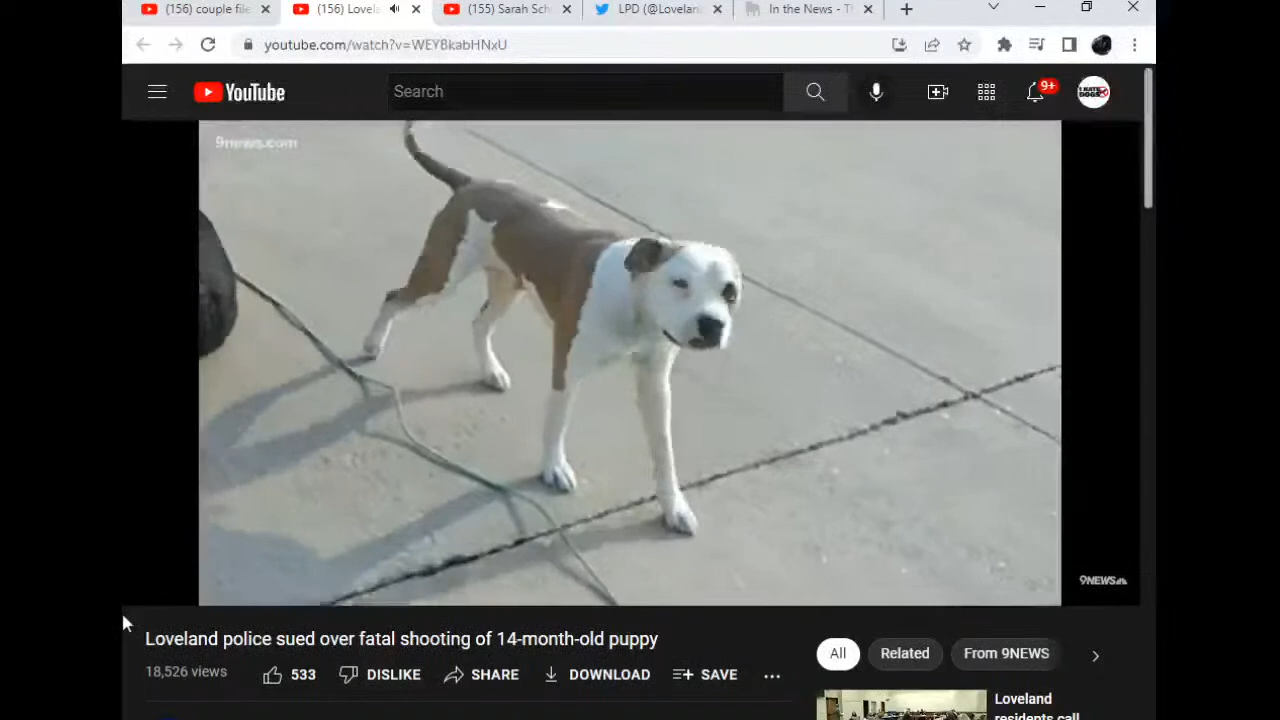 (156) couple file
(156) Lovela
(155) Sarah Sch
LPD (@Lovelan
In the News - T
youtube.com/watch?v=WEYBkabHNxU
YouTube
Search
9+
I HATE
DOGS
9news.com
9NEWS
Loveland police sued over fatal shooting of 14-month-old puppy
18,526 views
533
DISLIKE
SHARE
DOWNLOAD
SAVE
All
Related
From 9NEWS
Loveland
residents call